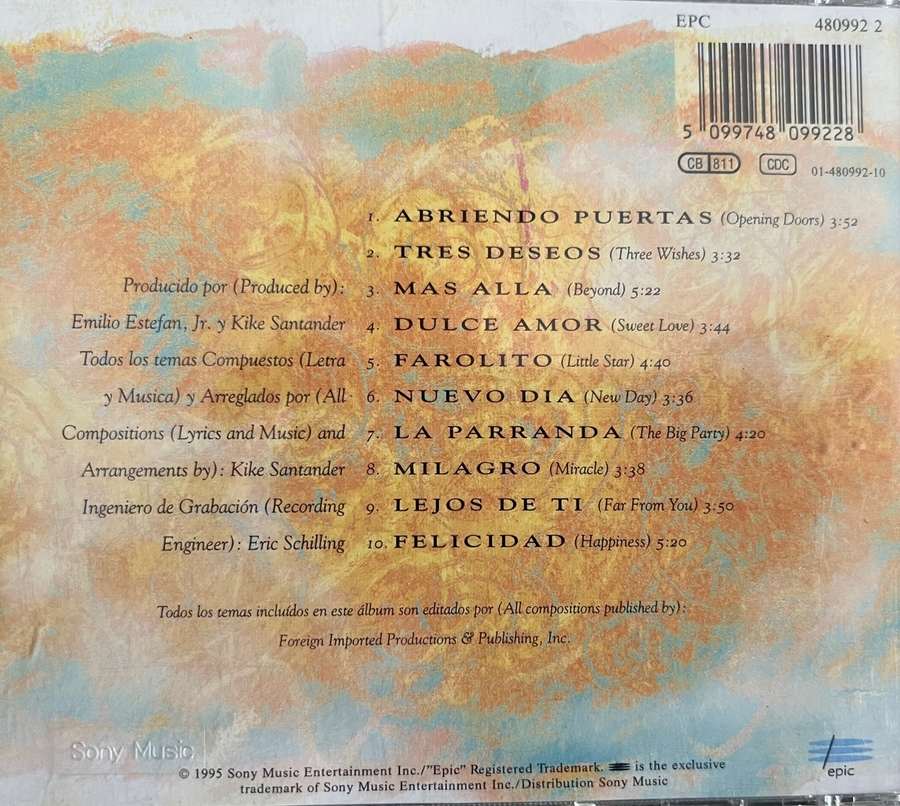 EPC 480992 2
5 099748 099228
CB 811 CDC 01-480992-10
1. ABRIENDO PUERTAS (Opening Doors) 3:52
2. TRES DESEOS (Three Wishes) 3:32
3. MAS ALLA (Beyond) 5:22
4. DULCE AMOR (Sweet Love) 3:44
5. FAROLITO (Little Star) 4:40
6. NUEVO DIA (New Day) 3:36
7. LA PARRANDA (The Big Party) 4:20
8. MILAGRO (Miracle) 3:38
9. LEJOS DE TI (Far From You) 3:50
10. FELICIDAD (Happiness) 5:20
Producido por (Produced by):
Emilio Estefan, Jr. y Kike Santander
Todos los temas Compuestos (Letra
y Musica) y Arreglados por (All
Compositions (Lyrics and Music) and
Arrangements by): Kike Santander
Ingeniero de Grabación (Recording
Engineer): Eric Schilling
Todos los temas incluídos en este álbum son editados por (All compositions published by):
Foreign Imported Productions & Publishing, Inc.
Sony Music
© 1995 Sony Music Entertainment Inc./"Epic" Registered Trademark. is the exclusive
trademark of Sony Music Entertainment Inc./Distribution Sony Music
epic